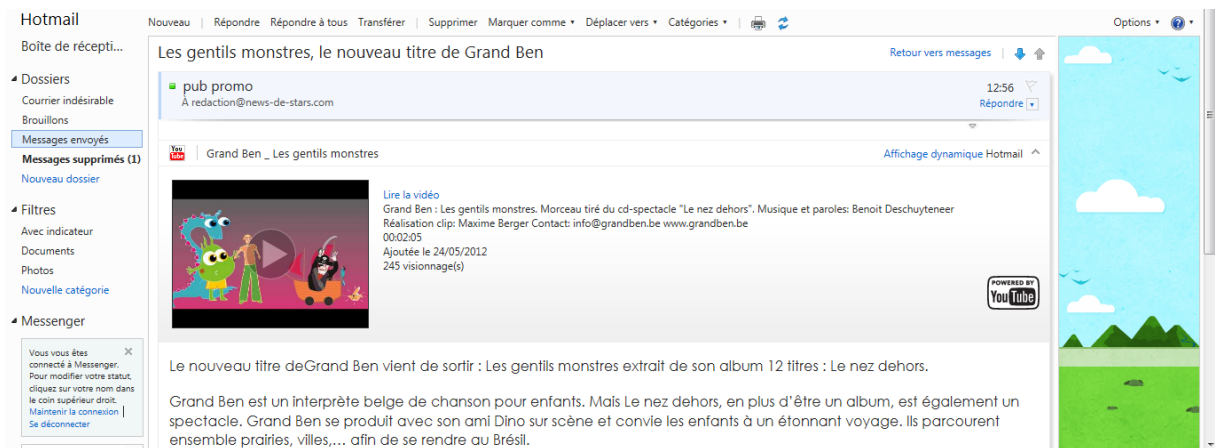 Hotmail
Nouveau | Répondre Répondre à tous Transférer | Supprimer Marquer comme Déplacer vers Catégories |
Options
Boîte de récepti...
Dossiers
Courrier indésirable
Brouillons
Messages envoyés
Messages supprimés (1)
Nouveau dossier
Filtres
Avec indicateur
Documents
Photos
Nouvelle catégorie
Messenger
Vous vous êtes
connecté à Messenger.
Pour modifier votre statut,
cliquez sur votre nom dans
le coin supérieur droit.
Maintenir la connexion |
Se déconnecter
Les gentils monstres, le nouveau titre de Grand Ben
Retour vers messages |
pub promo
12:56
À redaction@news-de-stars.com
Répondre
You Tube
Grand Ben _ Les gentils monstres
Affichage dynamique Hotmail
Lire la vidéo
Grand Ben : Les gentils monstres. Morceau tiré du cd-spectacle "Le nez dehors". Musique et paroles: Benoit Deschuyteneer
Réalisation clip: Maxime Berger Contact: info@grandben.be www.grandben.be
00:02:05
Ajoutée le 24/05/2012
245 visionnage(s)
POWERED BY
You Tube
Le nouveau titre deGrand Ben vient de sortir : Les gentils monstres extrait de son album 12 titres : Le nez dehors.
Grand Ben est un interprète belge de chanson pour enfants. Mais Le nez dehors, en plus d'être un album, est également un
spectacle. Grand Ben se produit avec son ami Dino sur scène et convie les enfants à un étonnant voyage. Ils parcourent
ensemble prairies, villes,… afin de se rendre au Brésil.